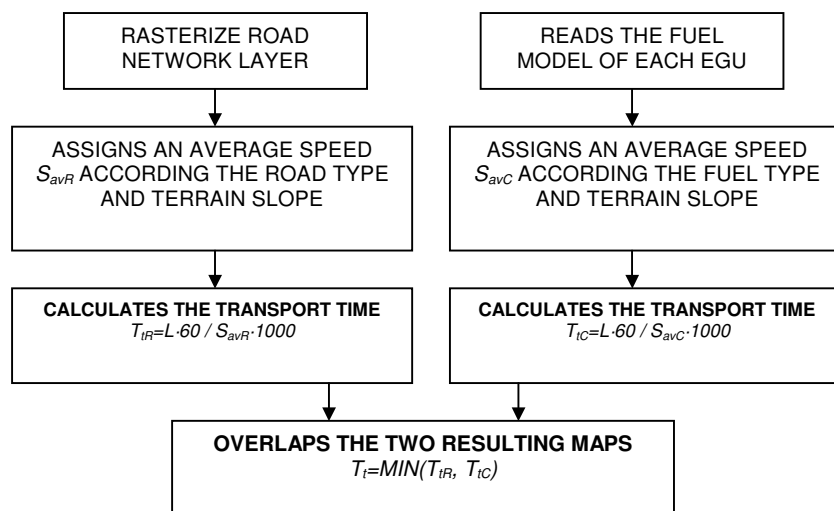 RASTERIZE ROAD
NETWORK LAYER
READS THE FUEL
MODEL OF EACH EGU
ASSIGNS AN AVERAGE SPEED
SavR ACCORDING THE ROAD TYPE
AND TERRAIN SLOPE
ASSIGNS AN AVERAGE SPEED
SavC ACCORDING THE FUEL TYPE
AND TERRAIN SLOPE
CALCULATES THE TRANSPORT TIME
TtR=L·60 / SavR·1000
CALCULATES THE TRANSPORT TIME
TtC=L·60 / SavC·1000
OVERLAPS THE TWO RESULTING MAPS
Tt=MIN(TtR, TtC)